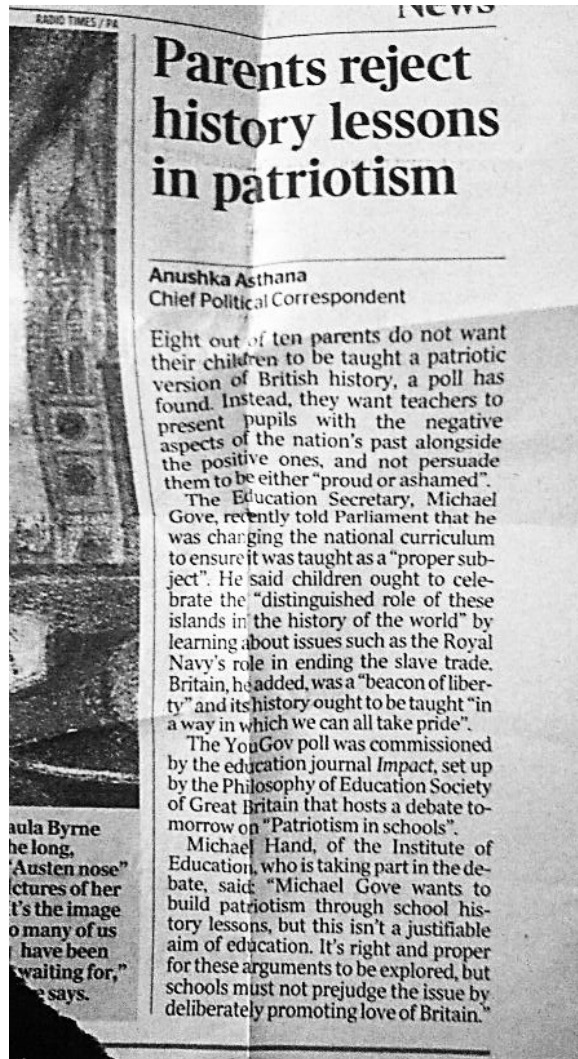 RADIO TIMES / PA
News
Parents reject
history lessons
in patriotism
Anushka Asthana
Chief Political Correspondent
Eight out of ten parents do not want
their children to be taught a patriotic
version of British history, a poll has
found. Instead, they want teachers to
present pupils with the negative
aspects of the nation's past alongside
the positive ones, and not persuade
them to be either “proud or ashamed”.
The Education Secretary, Michael
Gove, recently told Parliament that he
was changing the national curriculum
to ensure it was taught as a “proper sub-
ject”. He said children ought to cele-
brate the “distinguished role of these
islands in the history of the world” by
learning about issues such as the Royal
Navy's role in ending the slave trade.
Britain, he added, was a “beacon of liber-
ty” and its history ought to be taught “in
a way in which we can all take pride”.
The YouGov poll was commissioned
by the education journal Impact, set up
by the Philosophy of Education Society
of Great Britain that hosts a debate to-
morrow on “Patriotism in schools”.
Michael Hand, of the Institute of
Education, who is taking part in the de-
bate, said: “Michael Gove wants to
build patriotism through school his-
tory lessons, but this isn't a justifiable
aim of education. It's right and proper
for these arguments to be explored, but
schools must not prejudge the issue by
deliberately promoting love of Britain.”
aula Byrne
he long,
“Austen nose”
ctures of her
t's the image
o many of us
have been
waiting for,”
says.